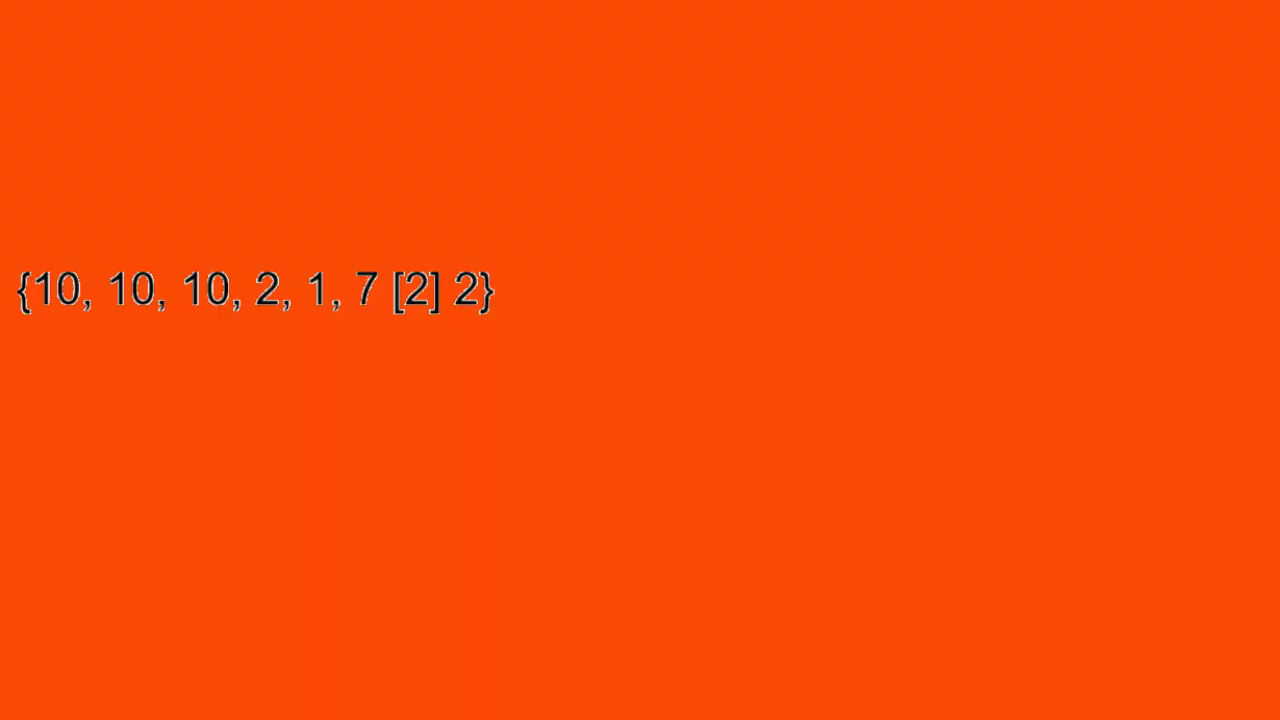 {10, 10, 10, 2, 1, 7 [2] 2}